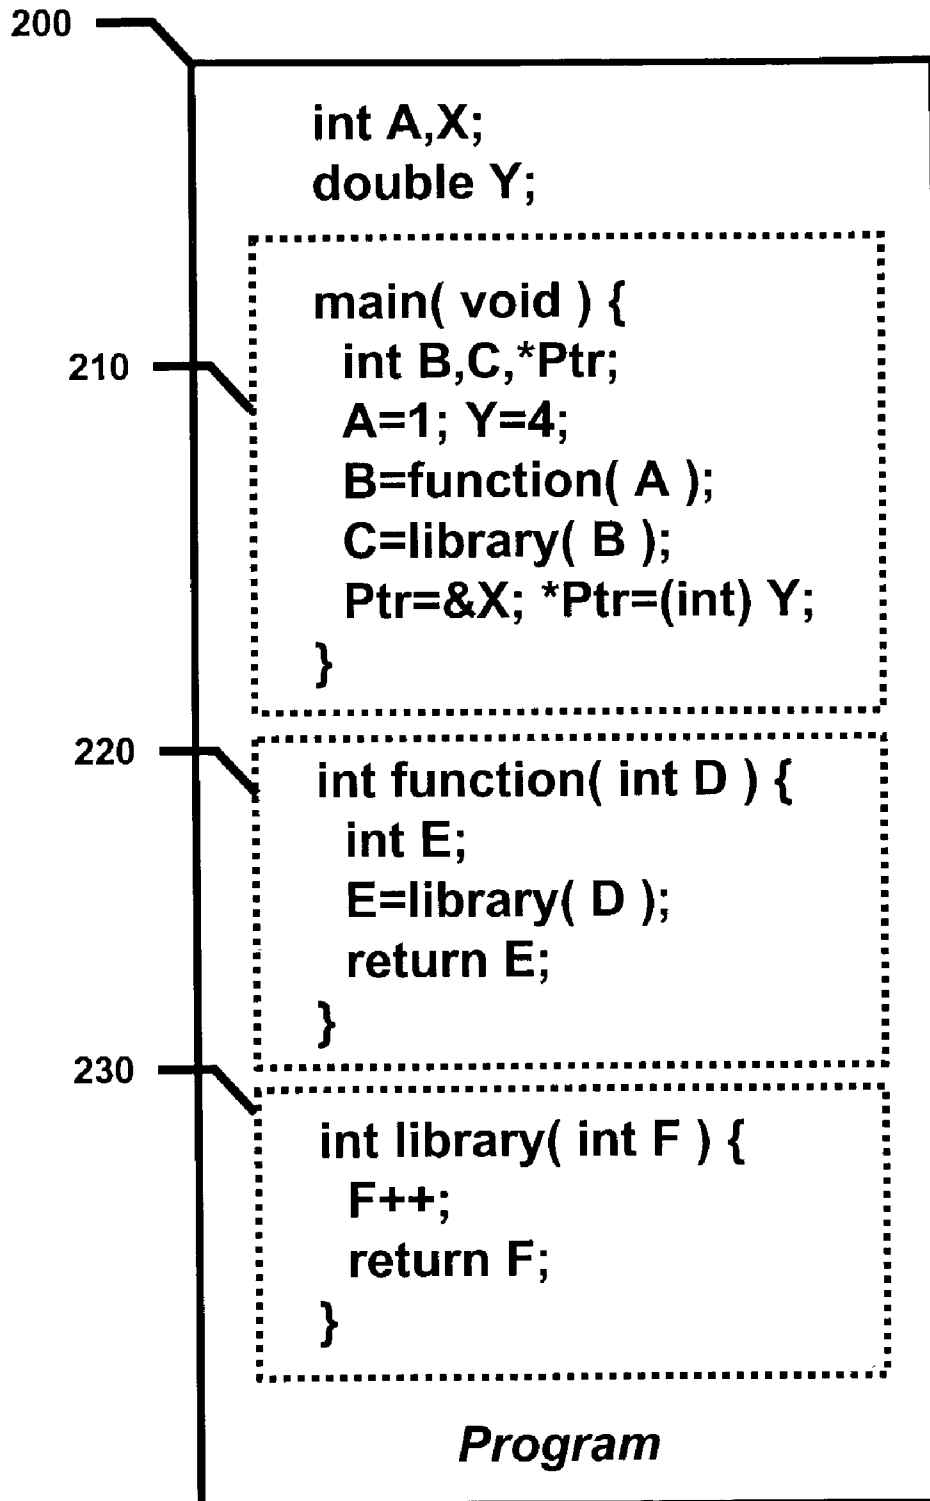 200
int A,X;
double Y;
main( void ) {
210
int B,C,*Ptr;
A=1; Y=4;
B=function( A );
C=library( B );
Ptr=&X; *Ptr=(int) Y;
}
220
int function( int D ) {
int E;
E=library( D );
return E;
}
230
int library( int F ) {
F++;
return F;
}
Program